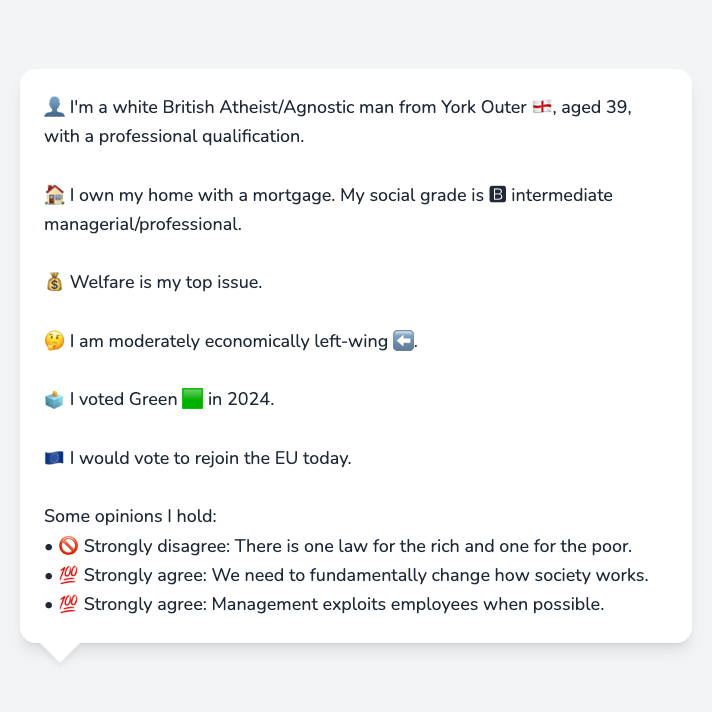 👤 I'm a white British Atheist/Agnostic man from York Outer 🏴󠁧󠁢󠁥󠁮󠁧󠁿, aged 39,
with a professional qualification.
🏠 I own my home with a mortgage. My social grade is 🅱 intermediate
managerial/professional.
💰 Welfare is my top issue.
🤔 I am moderately economically left-wing ⬅️.
🗳️ I voted Green 🟩 in 2024.
🇪🇺 I would vote to rejoin the EU today.
Some opinions I hold:
• 🚫 Strongly disagree: There is one law for the rich and one for the poor.
• 💯 Strongly agree: We need to fundamentally change how society works.
• 💯 Strongly agree: Management exploits employees when possible.